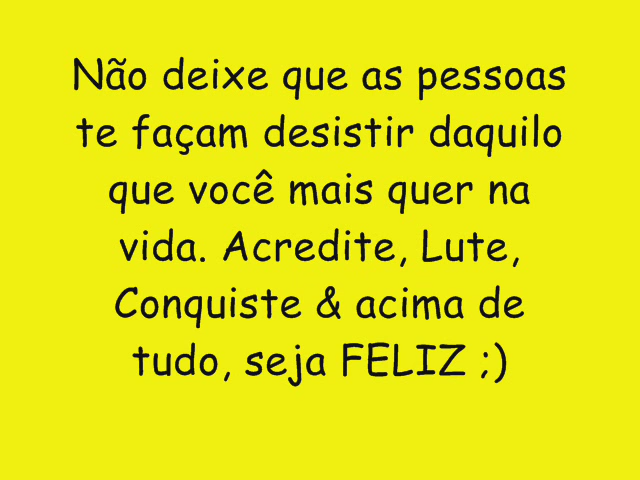 Não deixe que as pessoas
te façam desistir daquilo
que você mais quer na
vida. Acredite, Lute,
Conquiste & acima de
tudo, seja FELIZ ;)